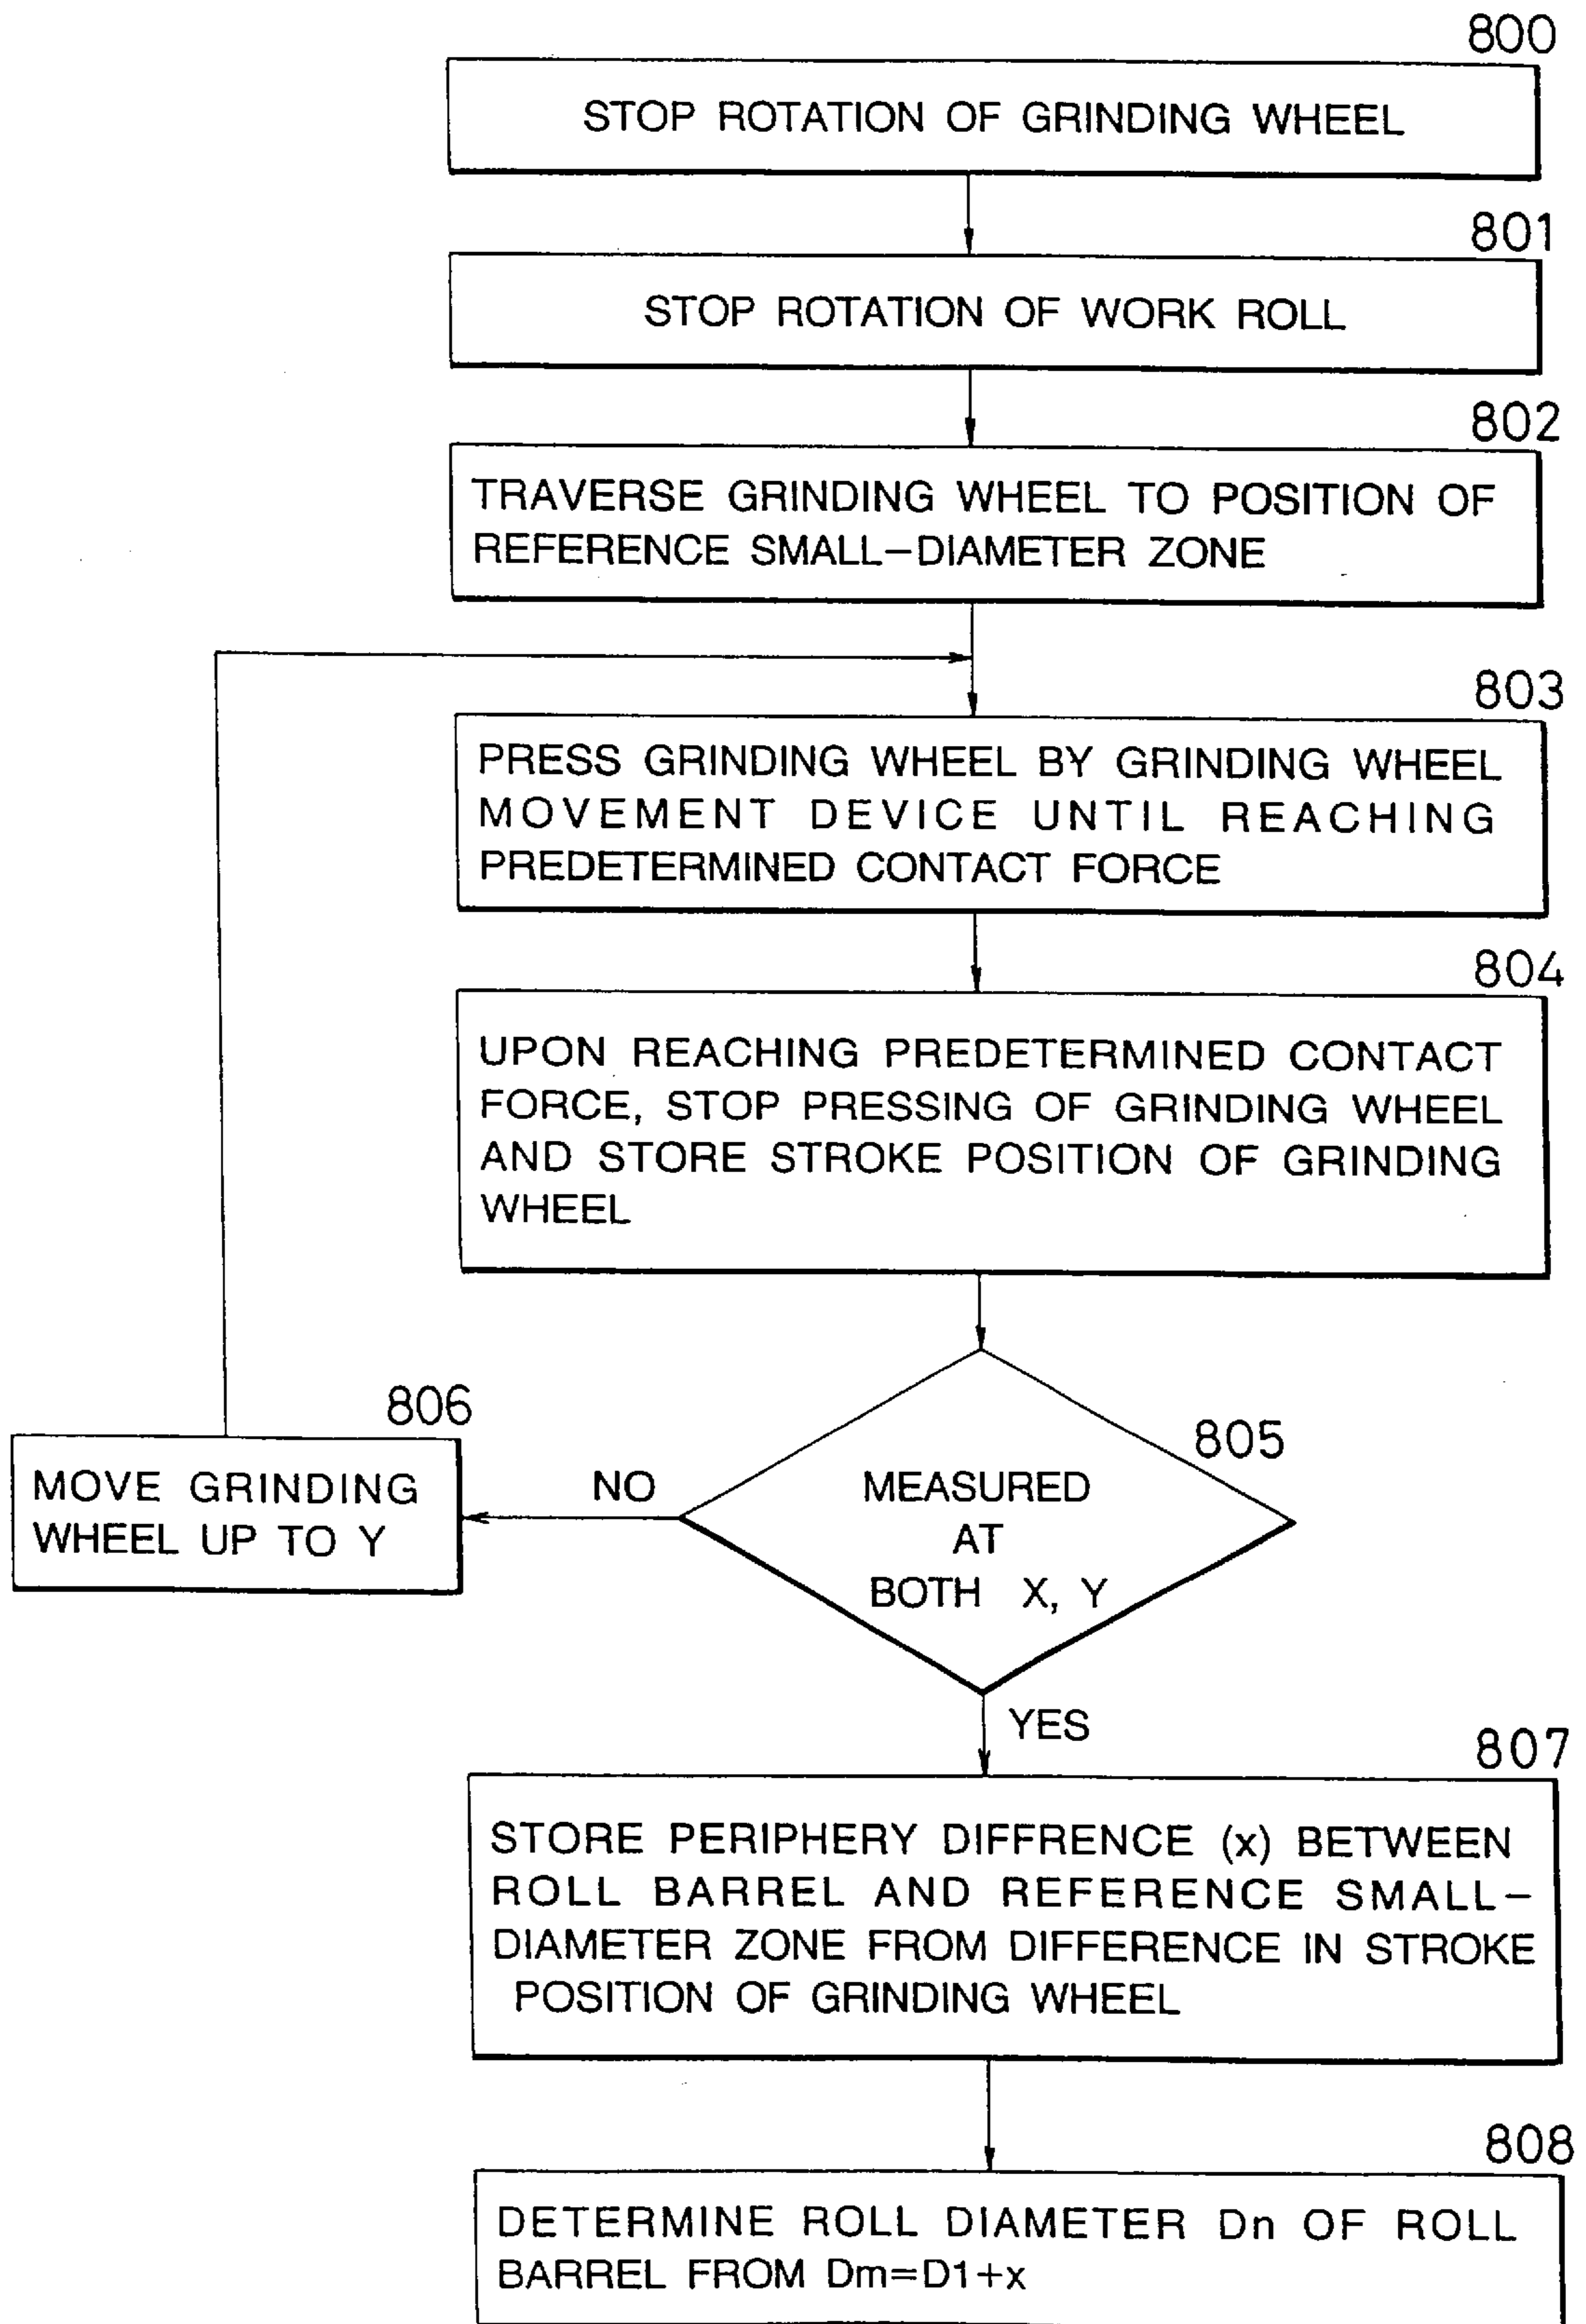 800
STOP ROTATION OF GRINDING WHEEL
801
STOP ROTATION OF WORK ROLL
802
TRAVERSE GRINDING WHEEL TO POSITION OF
REFERENCE SMALL-DIAMETER ZONE
803
PRESS GRINDING WHEEL BY GRINDING WHEEL
MOVEMENT DEVICE UNTIL REACHING
PREDETERMINED CONTACT FORCE
804
UPON REACHING PREDETERMINED CONTACT
FORCE, STOP PRESSING OF GRINDING WHEEL
AND STORE STROKE POSITION OF GRINDING
WHEEL
805
MEASURED
AT
BOTH X, Y
NO
806
MOVE GRINDING
WHEEL UP TO Y
YES
807
STORE PERIPHERY DIFFRENCE (x) BETWEEN
ROLL BARREL AND REFERENCE SMALL-
DIAMETER ZONE FROM DIFFERENCE IN STROKE
POSITION OF GRINDING WHEEL
808
DETERMINE ROLL DIAMETER Dn OF ROLL
BARREL FROM Dm=D1+x